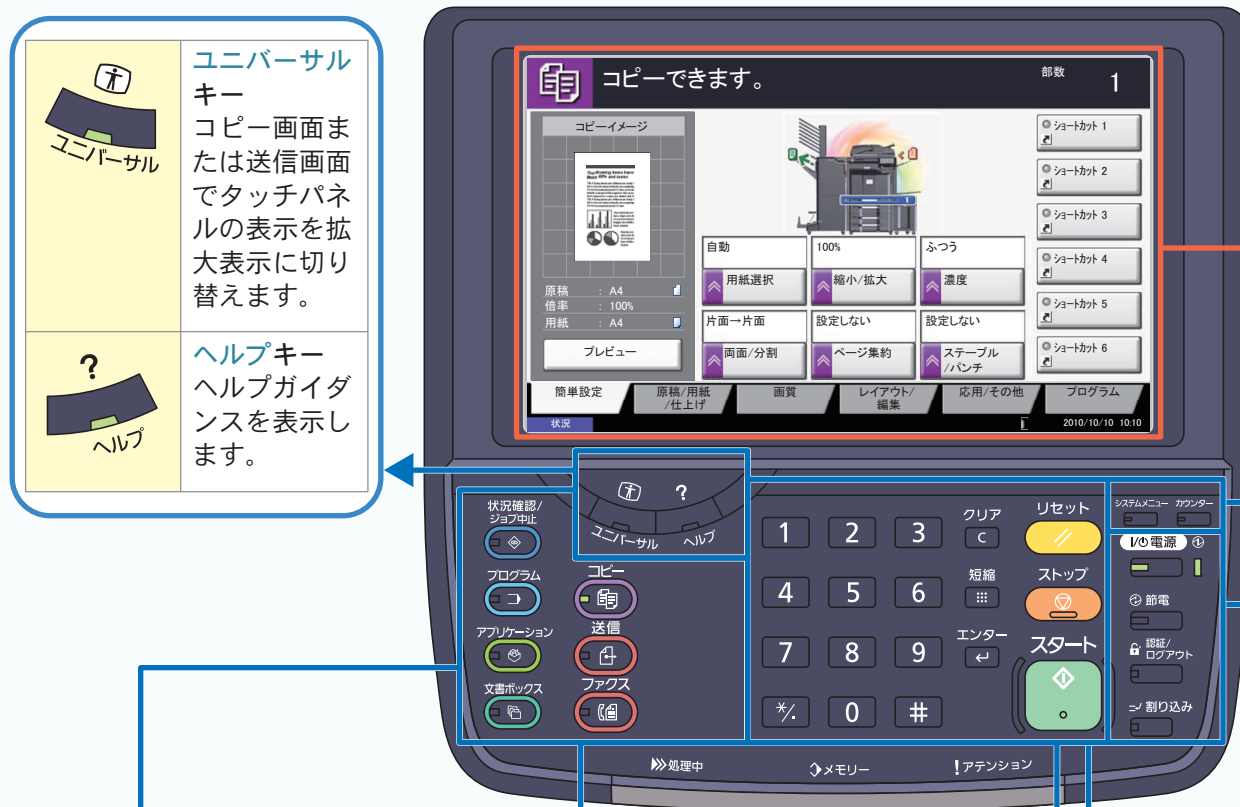 ユニバーサル
ユニバーサル
キー
コピー画面ま
たは送信画面
でタッチパネ
ルの表示を拡
大表示に切り
替えます。
?
ヘルプ
ヘルプキー
ヘルプガイダ
ンスを表示し
ます。
コピーできます。
部数
1
コピーイメージ
原稿 : A4
倍率 : 100%
用紙 : A4
プレビュー
1
自動
用紙選択
100%
縮小/拡大
ふつう
濃度
片面→片面
両面/分割
設定しない
ページ集約
設定しない
ステープル
/パンチ
ショートカット 1
ショートカット 2
ショートカット 3
ショートカット 4
ショートカット 5
ショートカット 6
簡単設定
原稿/用紙
/仕上げ
画質
レイアウト/
編集
応用/その他
プログラム
状況
2010/10/10 10:10
?
ユニバーサル
ヘルプ
状況確認/
ジョブ中止
プログラム
アプリケーション
文書ボックス
コピー
送信
ファクス
1 2 3
4 5 6
7 8 9
*/. 0 #
クリア
C
短縮
エンター
リセット
ストップ
スタート
システムメニュー カウンター
電源
節電
認証/
ログアウト
割り込み
処理中
メモリー
!アテンション